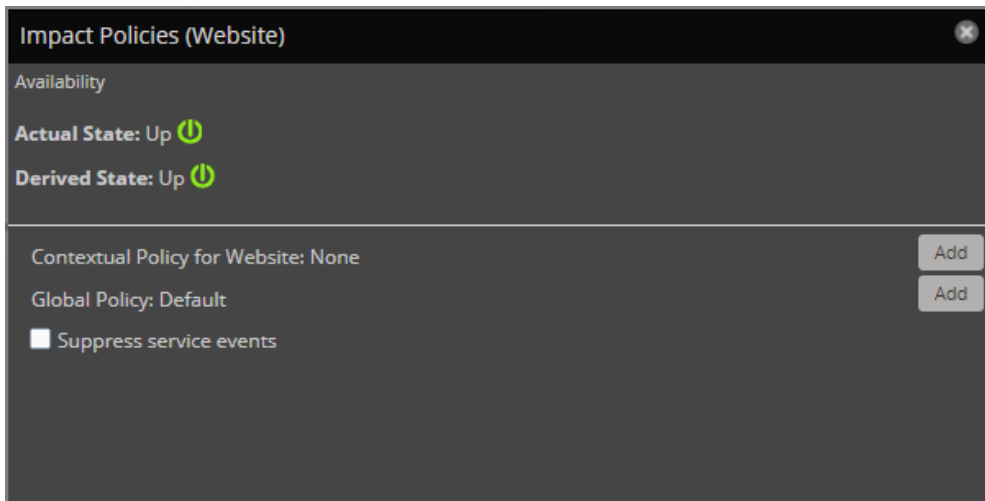 Impact Policies (Website)
Availability
Actual State: Up
Derived State: Up
Contextual Policy for Website: None
Add
Global Policy: Default
Add
Suppress service events